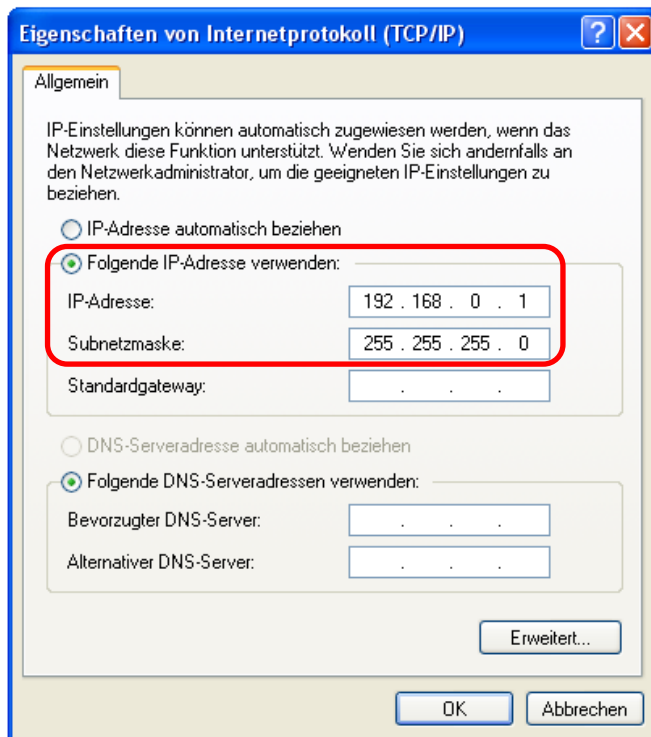 Eigenschaften von Internetprotokoll (TCP/IP)
Allgemein
IP-Einstellungen können automatisch zugewiesen werden, wenn das
Netzwerk diese Funktion unterstützt. Wenden Sie sich andernfalls an
den Netzwerkadministrator, um die geeigneten IP-Einstellungen zu
beziehen.
IP-Adresse automatisch beziehen
Folgende IP-Adresse verwenden:
IP-Adresse: 192 . 168 . 0 . 1
Subnetzmaske: 255 . 255 . 255 . 0
Standardgateway: . . .
DNS-Serveradresse automatisch beziehen
Folgende DNS-Serveradressen verwenden:
Bevorzugter DNS-Server: . . .
Alternativer DNS-Server: . . .
Erweitert...
OK Abbrechen